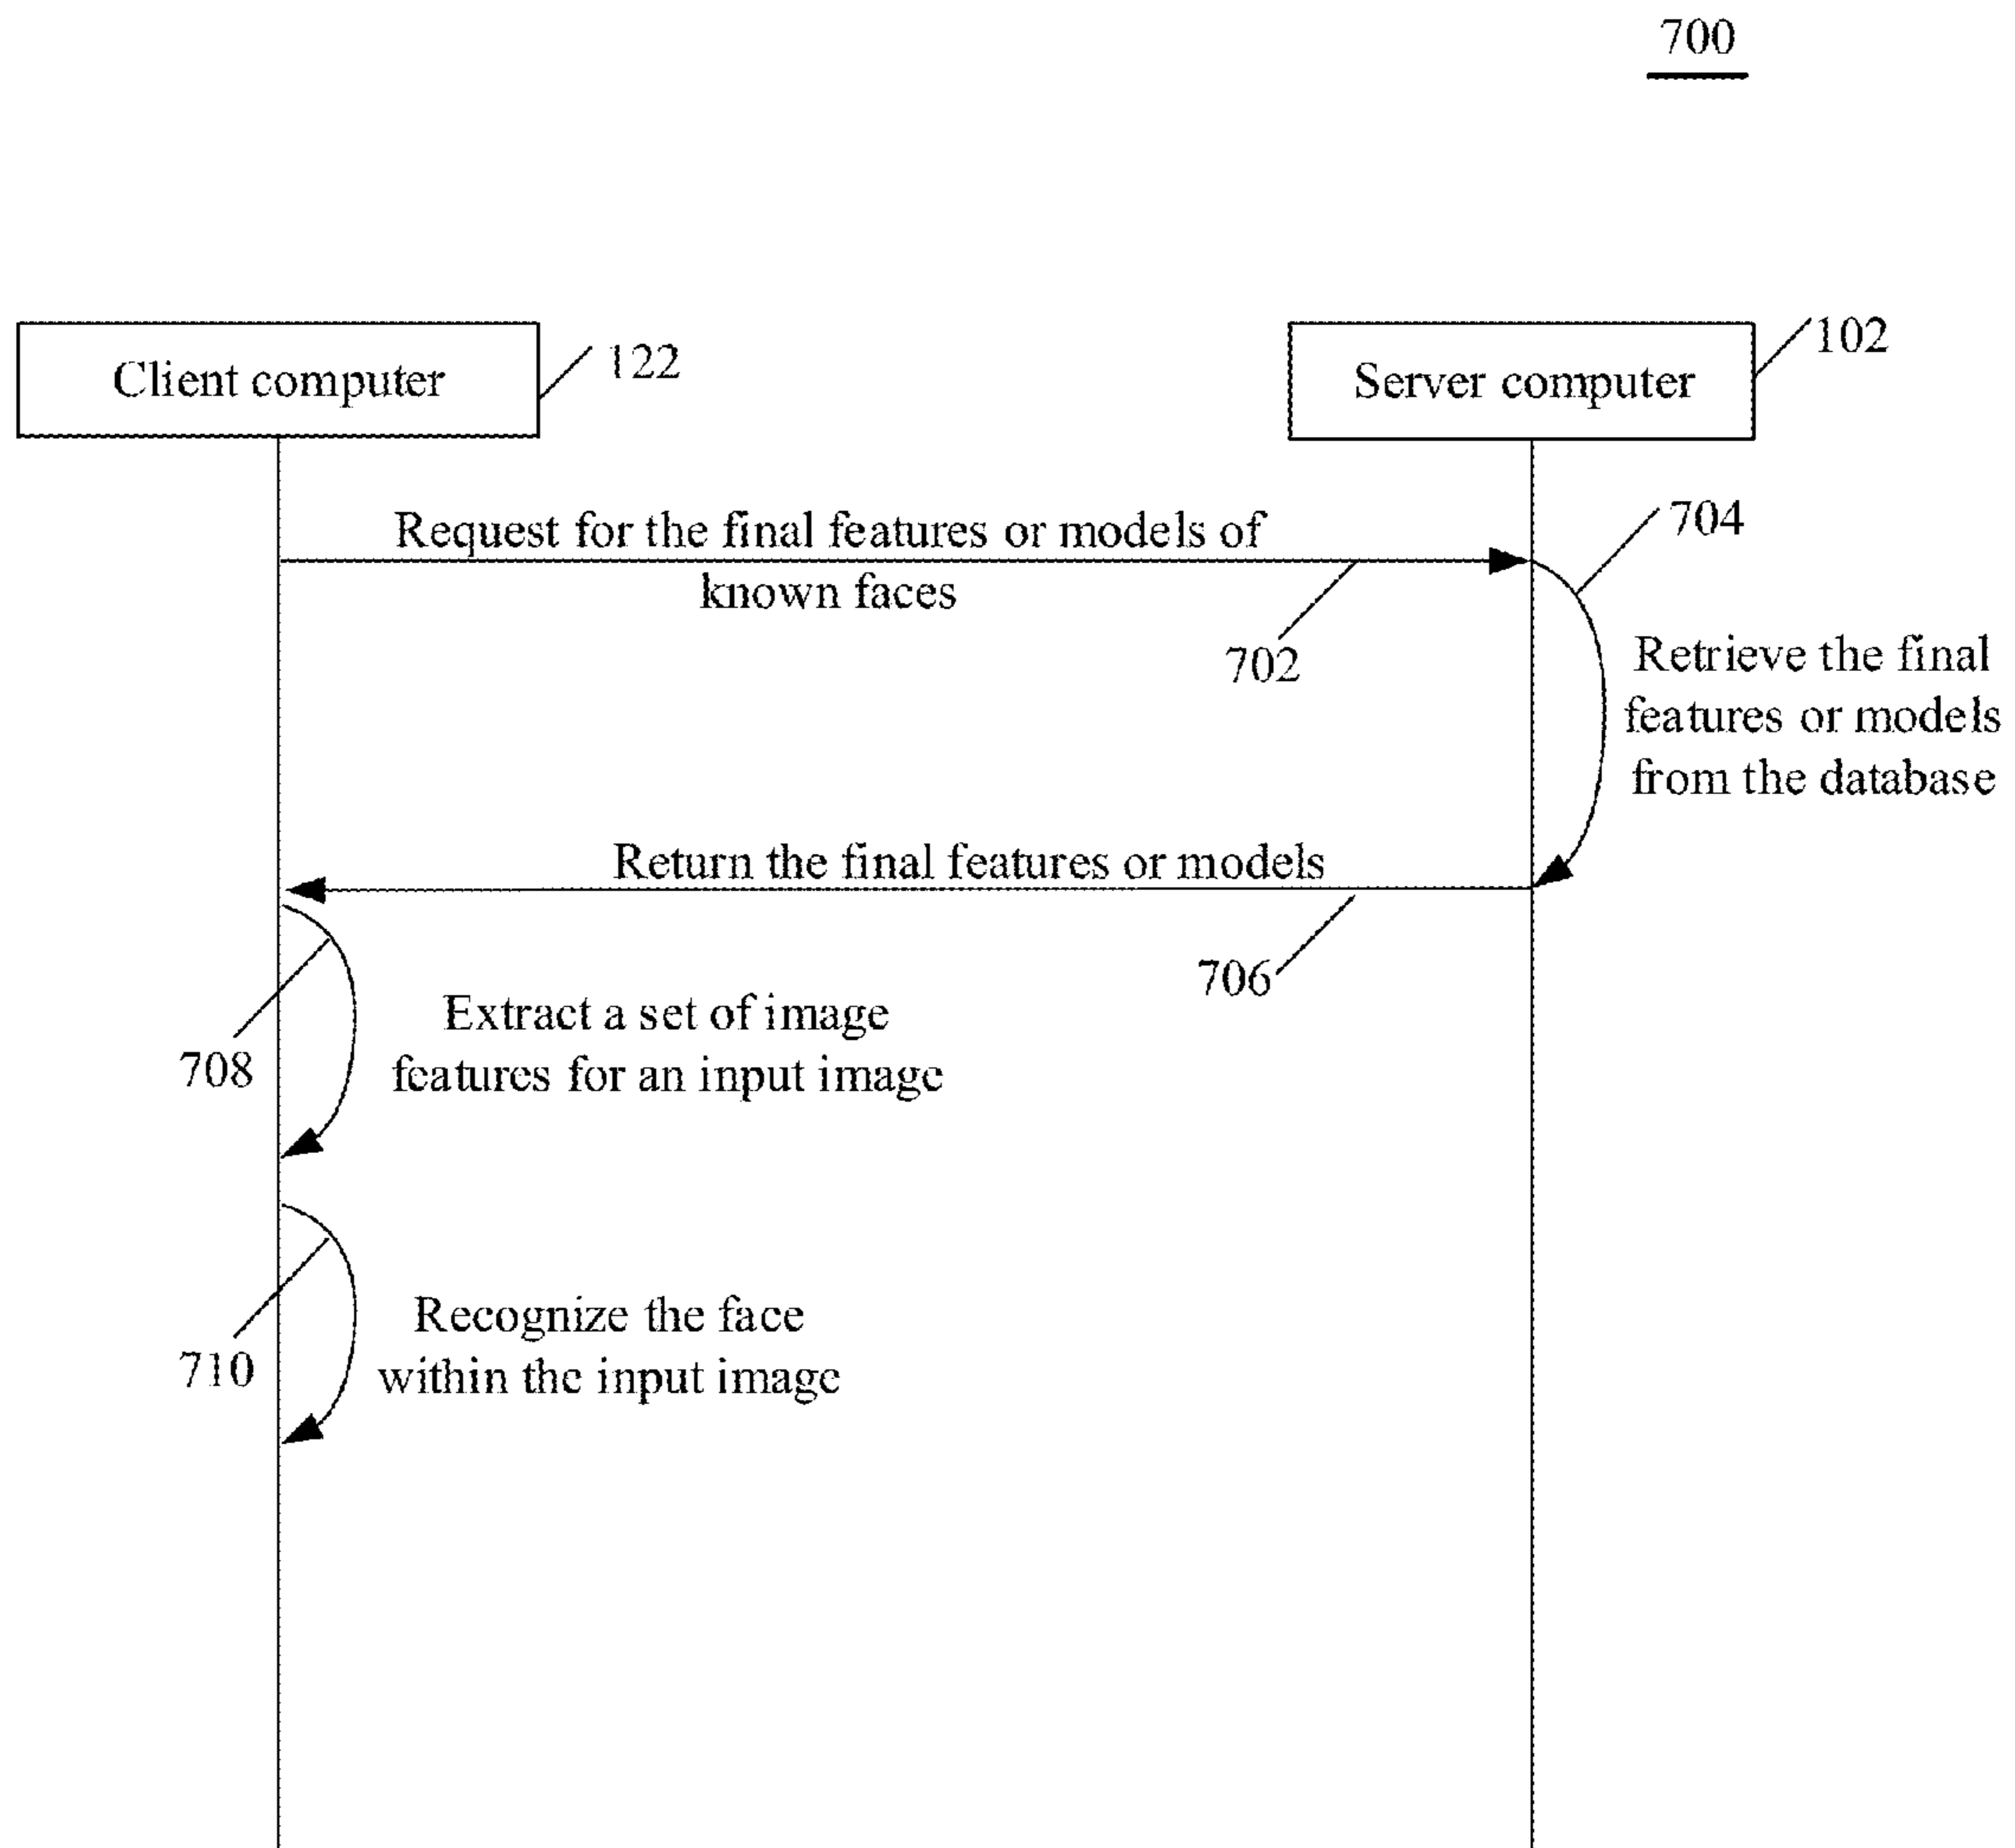 700
Client computer
122
Server computer
102
Request for the final features or models of
known faces
702
704
Retrieve the final
features or models
from the database
Return the final features or models
706
708
Extract a set of image
features for an input image
710
Recognize the face
within the input image